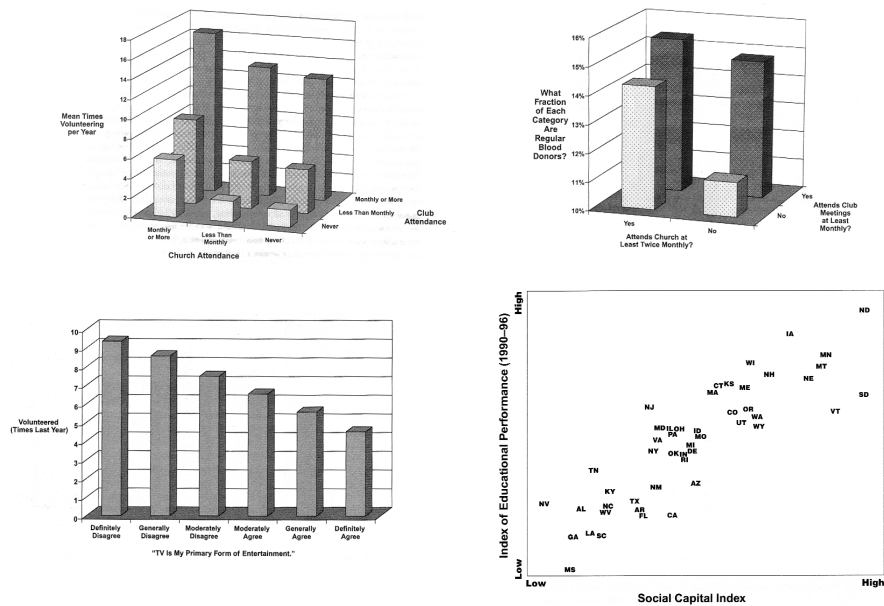 18
16
14
12
10
8
6
4
2
0
Mean Times
Volunteering
per Year
Monthly
or More
Less Than
Monthly
Never
Church Attendance
Monthly or More
Less Than Monthly
Never
Club
Attendance
16%
15%
14%
13%
12%
11%
10%
What
Fraction
of Each
Category
Are
Regular
Blood
Donors?
Yes
No
Attends Church at
Least Twice Monthly?
Yes
No
Attends Club
Meetings
at Least
Monthly?
10
9
8
7
6
5
4
3
2
1
0
Volunteered
(Times Last Year)
Definitely
Disagree
Generally
Disagree
Moderately
Disagree
Moderately
Agree
Generally
Agree
Definitely
Agree
"TV Is My Primary Form of Entertainment."
High
Index of Educational Performance (1990–96)
Low
ND
IA
MN
WI
MT
NH
NE
CT KS
ME
MA
SD
NJ
OR
CO
VT
WA
UT
WY
MD IL OH
ID
PA
MO
VA
MI
NY
DE
OK IN
RI
TN
AZ
NM
KY
TX
NV
NC
AL
AR
WV
FL
CA
LA
SC
GA
MS
Low
High
Social Capital Index